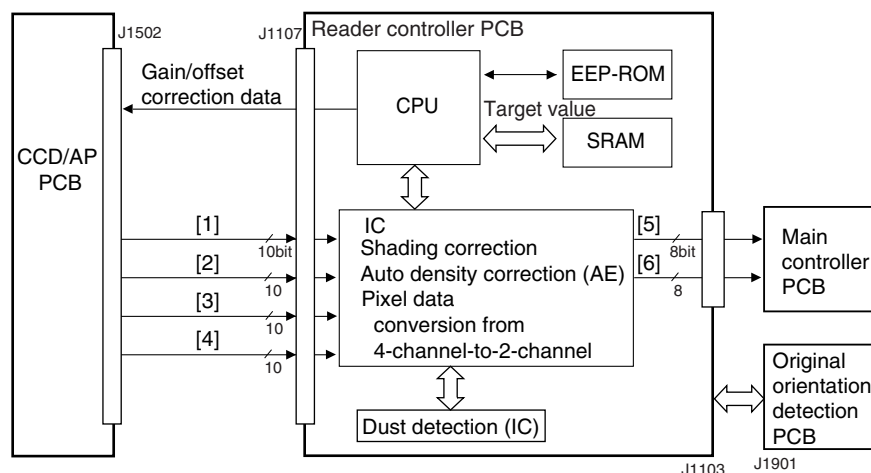 J1502
J1107
Reader controller PCB
Gain/offset
correction data
CPU
EEP-ROM
Target value
SRAM
CCD/AP
PCB
[1]
10bit
[2]
10
[3]
10
[4]
10
IC
Shading correction
Auto density correction (AE)
Pixel data
conversion from
4-channel-to-2-channel
[5]
8bit
[6]
8
Main
controller
PCB
Dust detection (IC)
Original
orientation
detection
PCB
J1103
J1901